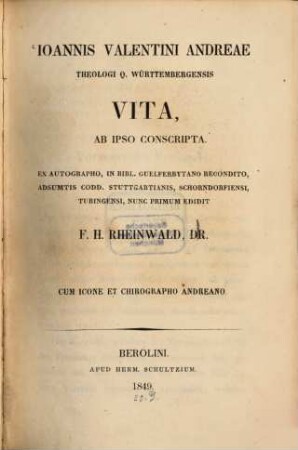 IOANNIS VALENTINI ANDREAE
THEOLOGI Q. WÜRTTEMBERGENSIS
VITA,
AB IPSO CONSCRIPTA.
EX AUTOGRAPHO, IN BIBL. GUELFERBYTANO RECONDITO,
ADSUMTIS CODD. STUTTGARTIANIS, SCHORNDORFIENSI,
TUBINGENSI, NUNC PRIMUM EDIDIT
F. H. RHEINWALD, DR.
CUM ICONE ET CHIROGRAPHO ANDREANO
BEROLINI.
APUD HERM. SCHULTZIUM.
1849.